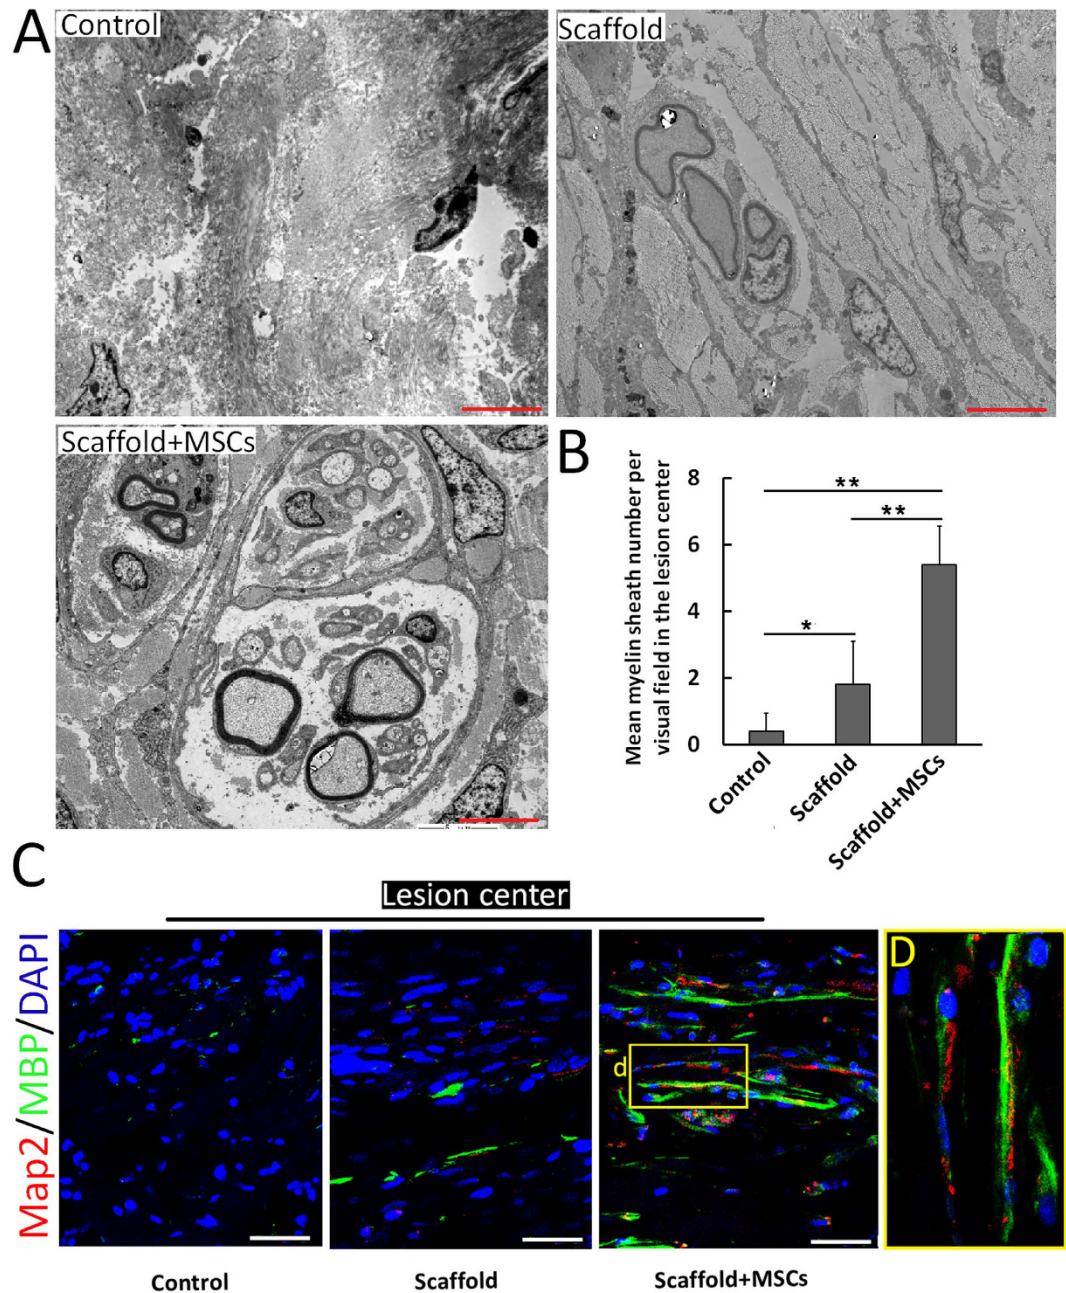 A
Control
Scaffold
Scaffold+MSCs
B
Mean myelin sheath number per
visual field in the lesion center
8
6
4
2
0
**
**
*
Control
Scaffold
Scaffold+MSCs
C
Lesion center
Map2/MBP/DAPI
d
D
Control
Scaffold
Scaffold+MSCs